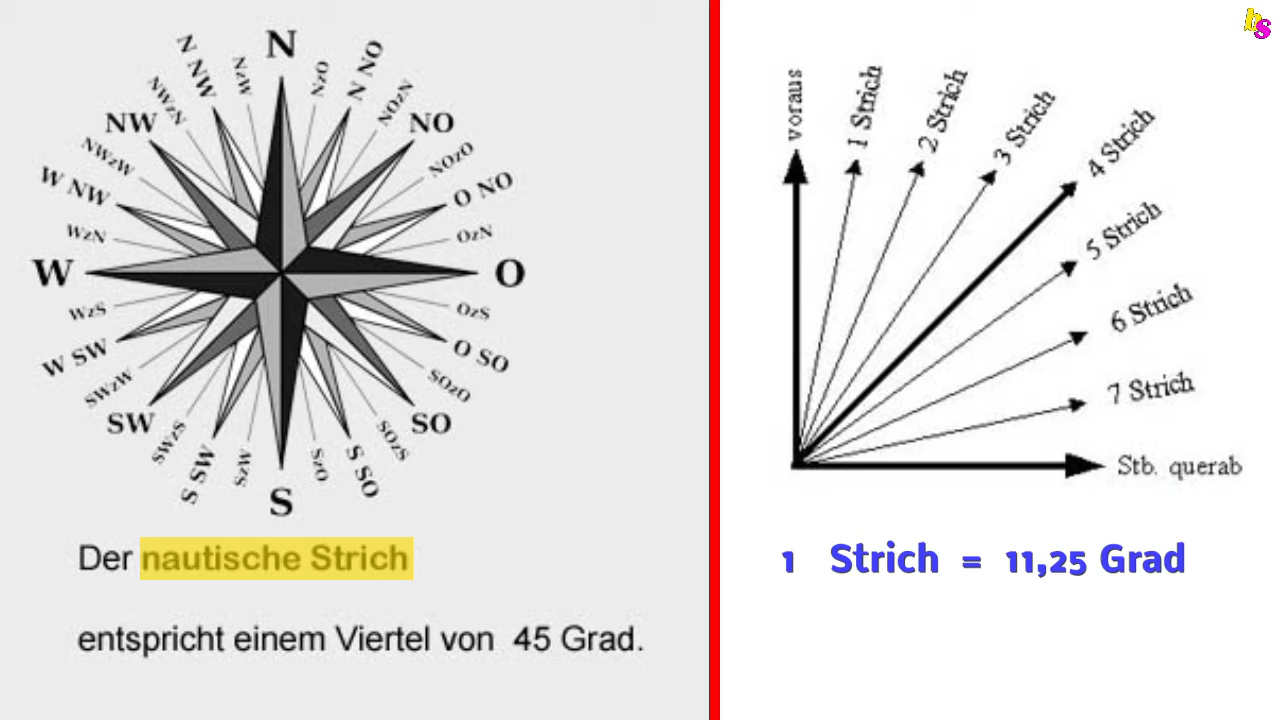 N
NzW
NzO
N NW
N NO
NWzN
NOzN
NW
NO
NWzW
NOzO
W NW
O NO
WzN
OzN
W
O
WzS
OzS
W SW
O SO
SWzW
SOzO
SW
SO
SWzS
SOzS
S SW
S SO
SzW
SzO
S
Der nautische Strich
entspricht einem Viertel von 45 Grad.
voraus
1 Strich
2 Strich
3 Strich
4 Strich
5 Strich
6 Strich
7 Strich
Stb. querab
1 Strich = 11,25 Grad
bs